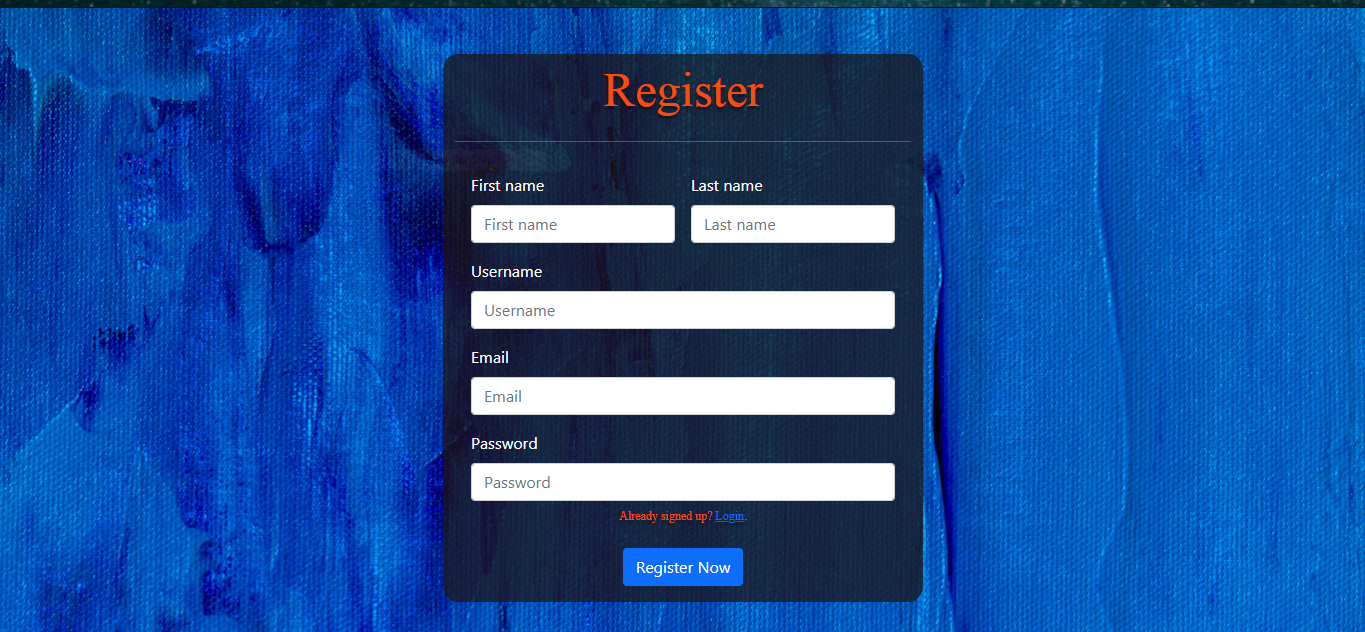 Register
First name Last name
First name Last name
Username
Username
Email
Email
Password
Password
Already signed up? Login.
Register Now